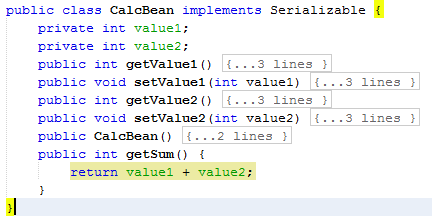 public class CalcBean implements Serializable {
private int value1;
private int value2;
public int getValue1() {...3 lines }
public void setValue1(int value1) {...3 lines }
public int getValue2() {...3 lines }
public void setValue2(int value2) {...3 lines }
public CalcBean() {...2 lines }
public int getSum() {
return value1 + value2;
}
}